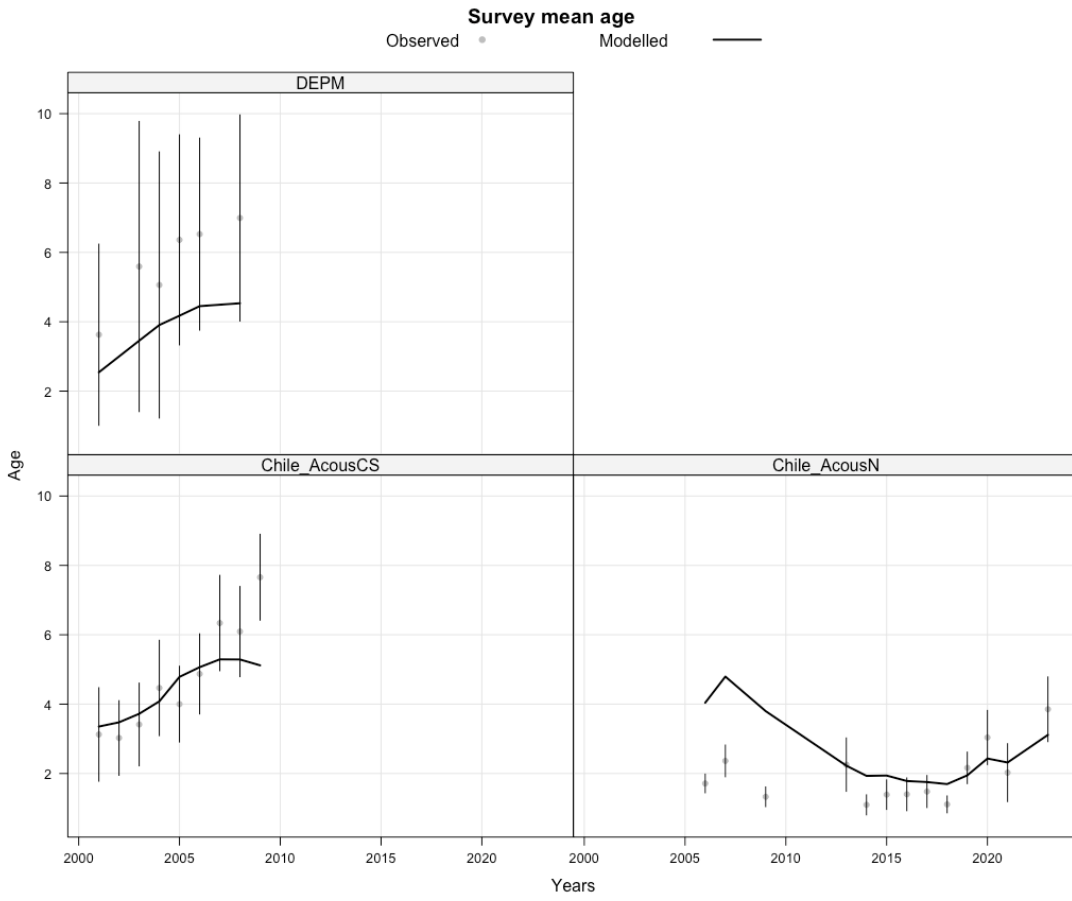 Survey mean age
Observed Modelled
DEPM
10
8
6
4
2
Age
Chile_AcousCS Chile_AcousN
10
8
6
4
2
2000 2005 2010 2015 2020 2000 2005 2010 2015 2020
Years